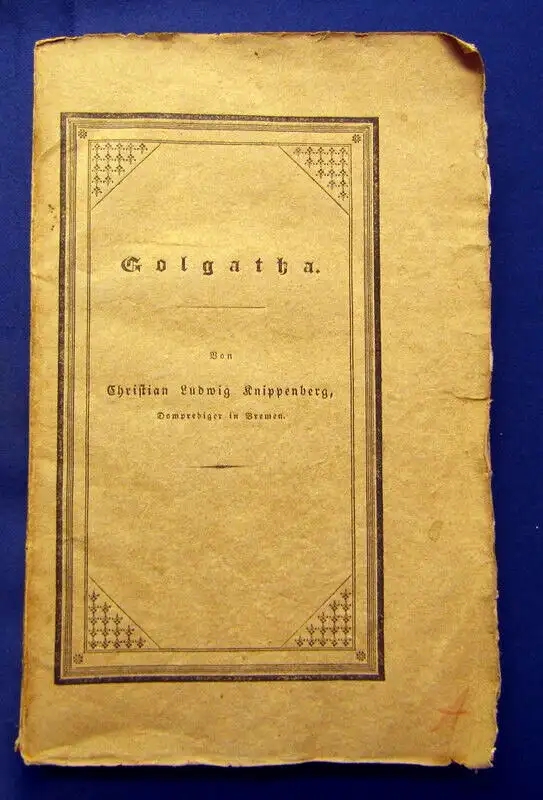 Golgatha.
Von
Christian Ludwig Knippenberg,
Domprediger in Bremen.